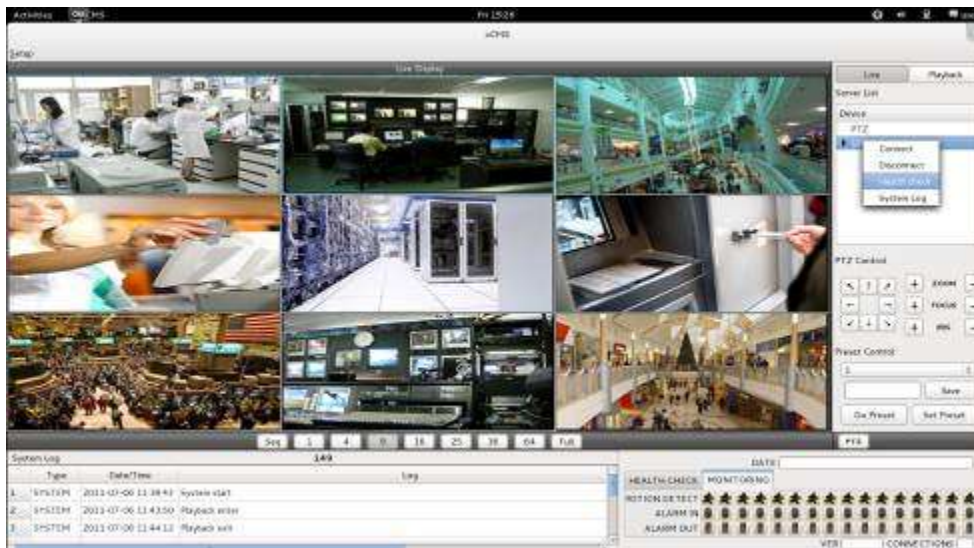 Activities
Fri 15:28
Setup
Live Display
Live Playback
Server List
Device
PTZ
Connect
Disconnect
Health Check
System Log
PTZ Control
ZOOM
FOCUS
IRIS
Preset Control
1
Save
Go Preset Set Preset
Seq 1 4 9 16 25 36 64 Full
PTZ
System Log 149
Type Date/Time Log
1 SYSTEM 2011-07-06 11:39:43 System start
2 SYSTEM 2011-07-06 11:43:50 Playback enter
3 SYSTEM 2011-07-06 11:44:12 Playback exit
DATE
HEALTH-CHECK MONITORING
MOTION DETECT
ALARM IN
ALARM OUT
VER CONNECTIONS